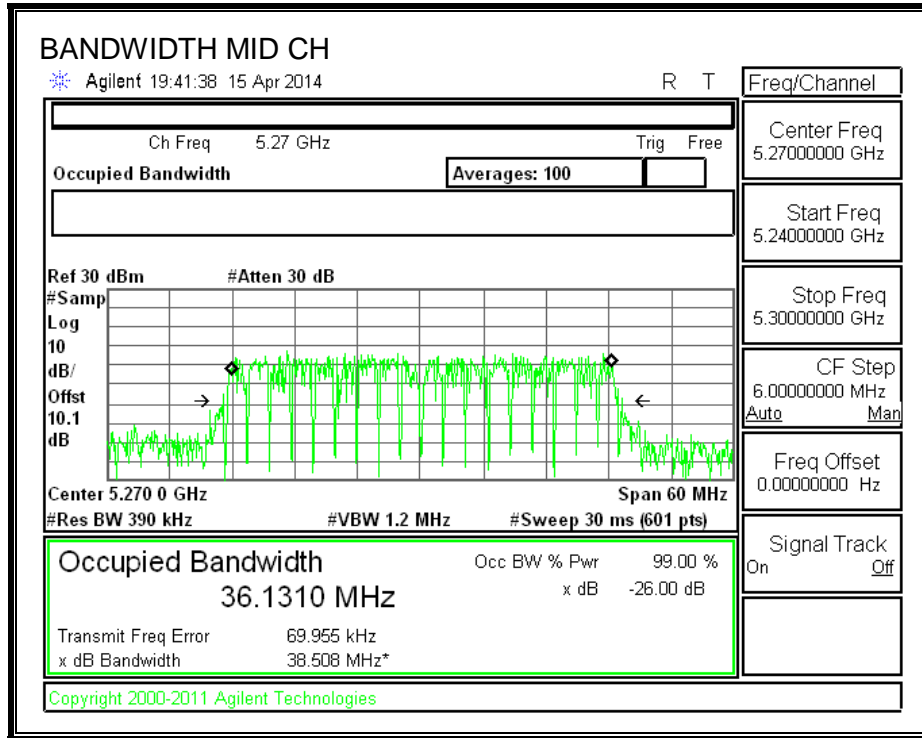 BANDWIDTH MID CH
Agilent 19:41:38 15 Apr 2014 R T
Freq/Channel
Ch Freq 5.27 GHz Trig Free
Occupied Bandwidth Averages: 100
Center Freq
5.27000000 GHz
Start Freq
5.24000000 GHz
Stop Freq
5.30000000 GHz
CF Step
6.00000000 MHz
Auto Man
Freq Offset
0.00000000 Hz
Signal Track
On Off
Ref 30 dBm #Atten 30 dB
#Samp
Log
10
dB/
Offst
10.1
dB
Center 5.270 0 GHz Span 60 MHz
#Res BW 390 kHz #VBW 1.2 MHz #Sweep 30 ms (601 pts)
Occupied Bandwidth Occ BW % Pwr 99.00 %
36.1310 MHz x dB -26.00 dB
Transmit Freq Error 69.955 kHz
x dB Bandwidth 38.508 MHz*
Copyright 2000-2011 Agilent Technologies